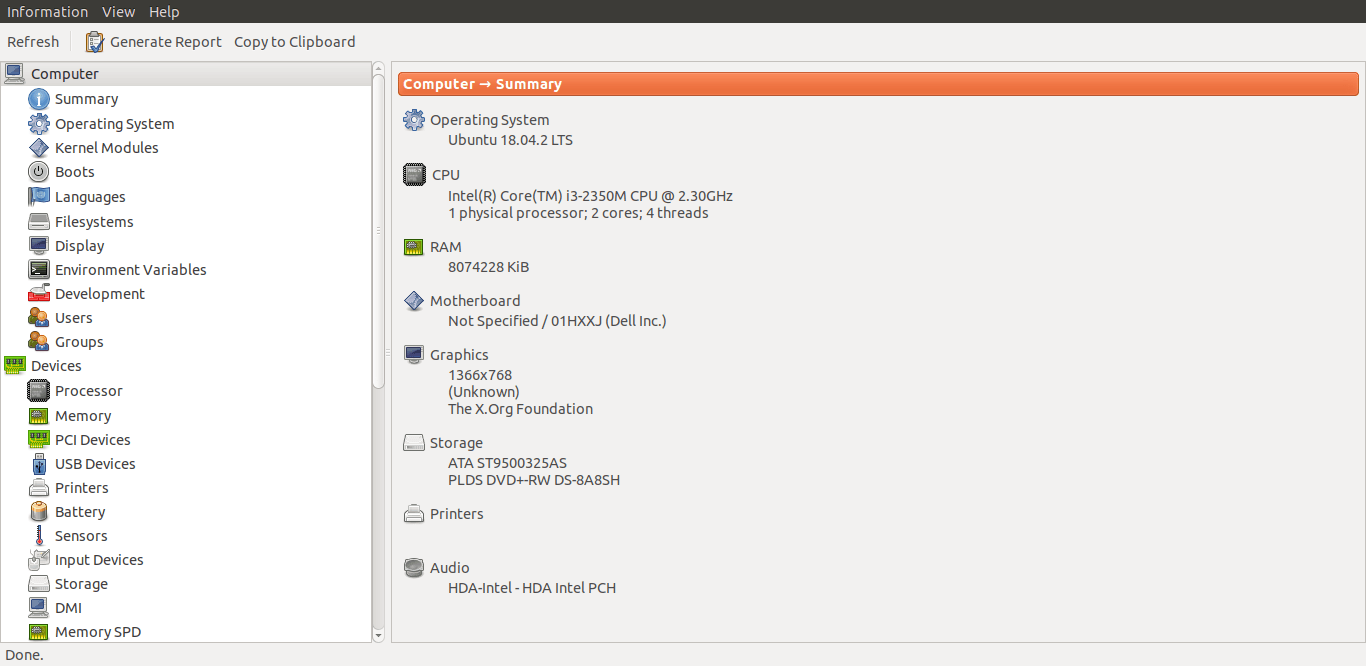 Information View Help
Refresh Generate Report Copy to Clipboard
Computer
Summary
Operating System
Kernel Modules
Boots
Languages
Filesystems
Display
Environment Variables
Development
Users
Groups
Devices
Processor
Memory
PCI Devices
USB Devices
Printers
Battery
Sensors
Input Devices
Storage
DMI
Memory SPD
Computer → Summary
Operating System
Ubuntu 18.04.2 LTS
CPU
Intel(R) Core(TM) i3-2350M CPU @ 2.30GHz
1 physical processor; 2 cores; 4 threads
RAM
8074228 KiB
Motherboard
Not Specified / 01HXXJ (Dell Inc.)
Graphics
1366x768
(Unknown)
The X.Org Foundation
Storage
ATA ST9500325AS
PLDS DVD+-RW DS-8A8SH
Printers
Audio
HDA-Intel - HDA Intel PCH
Done.